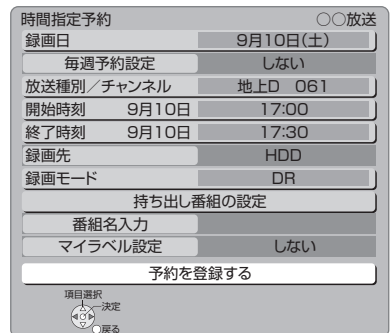 時間指定予約 ○○放送
録画日 9月10日(土)
毎週予約設定 しない
放送種別／チャンネル 地上D 061
開始時刻 9月10日 17:00
終了時刻 9月10日 17:30
録画先 HDD
録画モード DR
持ち出し番組の設定
番組名入力
マイラベル設定 しない
予約を登録する
項目選択
決定
戻る